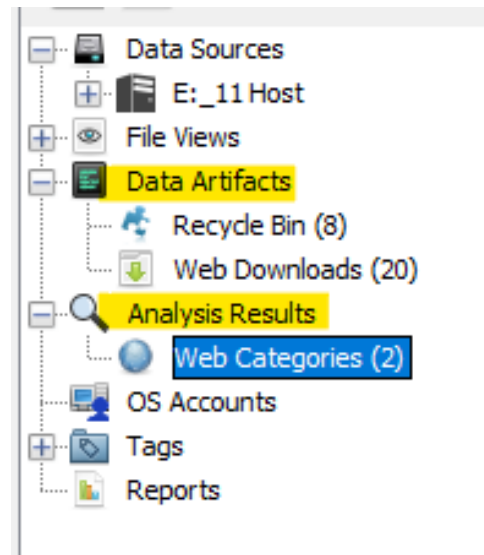 Data Sources
E:_11 Host
File Views
Data Artifacts
Recycle Bin (8)
Web Downloads (20)
Analysis Results
Web Categories (2)
OS Accounts
Tags
Reports